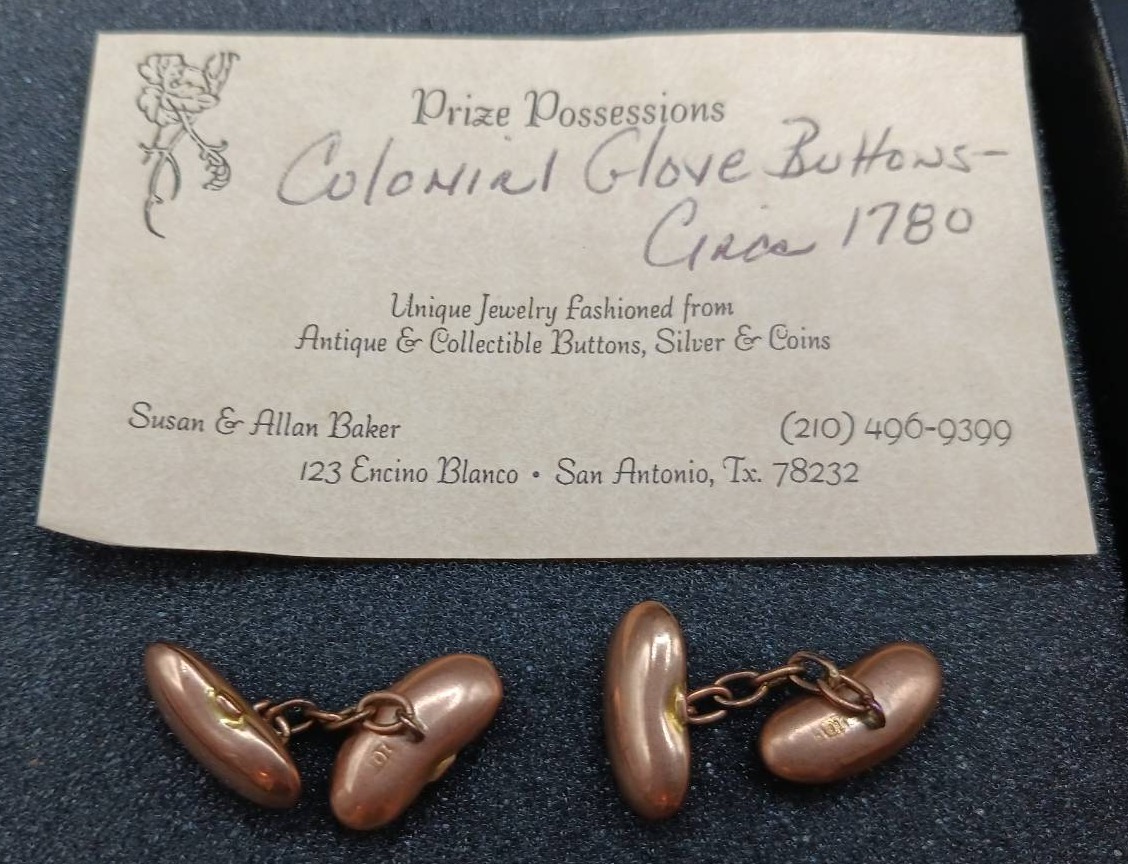 Prize Possessions
Colonial Glove Buttons—
Circa 1780
Unique Jewelry Fashioned from
Antique & Collectible Buttons, Silver & Coins
Susan & Allan Baker (210) 496-9399
123 Encino Blanco • San Antonio, Tx. 78232